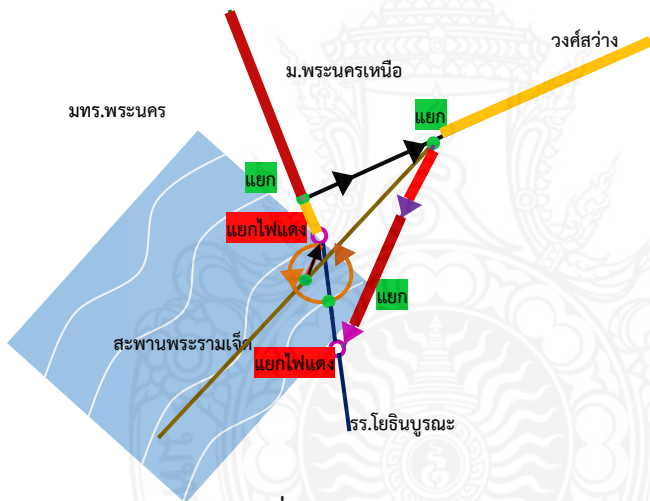 วงศ์สว่าง
ม.พระนครเหนือ
มทร.พระนคร
แยก
แยก
แยกไฟแดง
แยก
สะพานพระรามเจ็ด
แยกไฟแดง
รร.โยธินบูรณะ